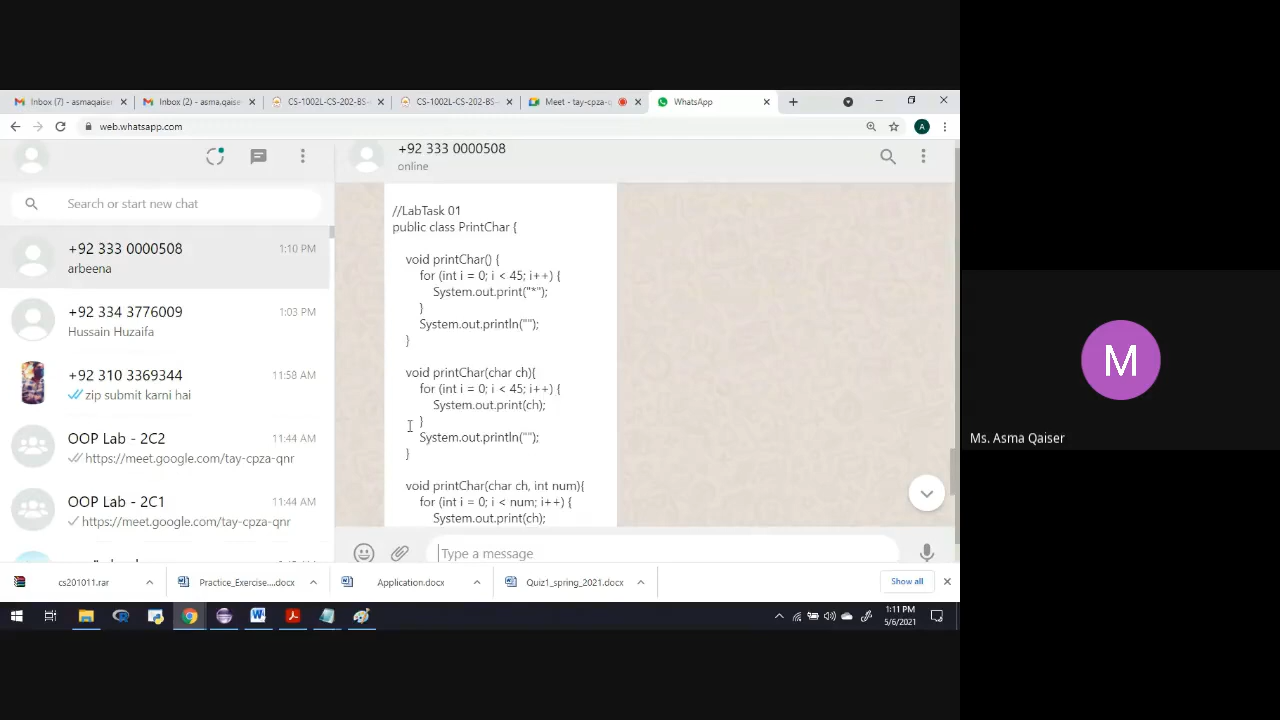 Inbox (7) - asmaqaiser
Inbox (2) - asma.qaise
CS-1002L-CS-202-BS-
CS-1002L-CS-202-BS-
Meet - tay-cpza-q
WhatsApp
web.whatsapp.com
+92 333 0000508
online
Search or start new chat
+92 333 0000508
1:10 PM
arbeena
+92 334 3776009
1:03 PM
Hussain Huzaifa
+92 310 3369344
11:58 AM
zip submit karni hai
OOP Lab - 2C2
11:44 AM
https://meet.google.com/tay-cpza-qnr
OOP Lab - 2C1
11:44 AM
https://meet.google.com/tay-cpza-qnr
//LabTask 01
public class PrintChar {
void printChar() {
for (int i = 0; i < 45; i++) {
System.out.print("*");
}
System.out.println("");
}
void printChar(char ch){
for (int i = 0; i < 45; i++) {
System.out.print(ch);
}
System.out.println("");
}
void printChar(char ch, int num){
for (int i = 0; i < num; i++) {
System.out.print(ch);
Type a message
cs201011.rar
Practice_Exercise....docx
Application.docx
Quiz1_spring_2021.docx
Show all
1:11 PM
5/6/2021
A
M
Ms. Asma Qaiser